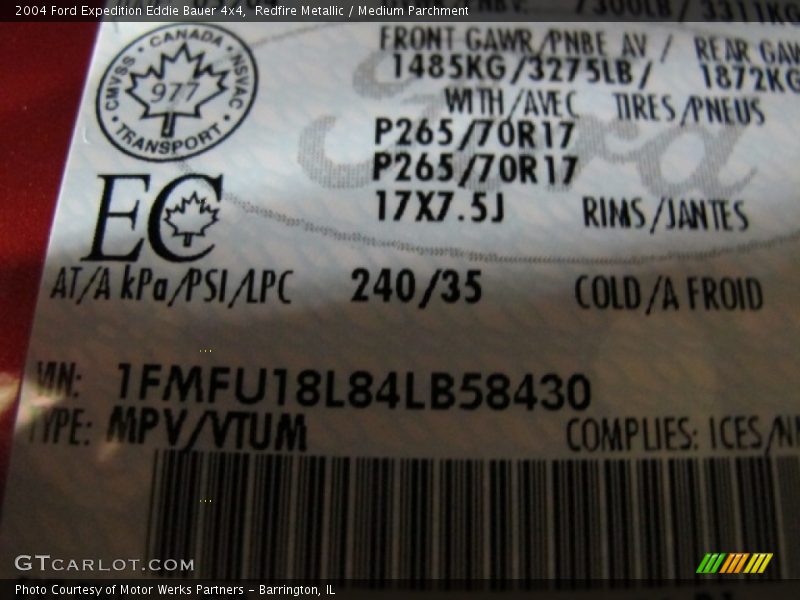 2004 Ford Expedition Eddie Bauer 4x4, Redfire Metallic / Medium Parchment
7300LB / 3311KG
FRONT GAWR/PNBE AV / REAR GAW
1485KG/3275LB/ 1872KG
WITH/AVEC TIRES/PNEUS
P265/70R17
P265/70R17
17X7.5J RIMS/JANTES
CANADA
CMVSS NSVAC
977
TRANSPORT
EC
AT/A kPa/PSI/LPC 240/35 COLD/A FROID
VIN: 1FMFU18L84LB58430
TYPE: MPV/VTUM COMPLIES: ICES/N
GTCARLOT.COM
Photo Courtesy of Motor Werks Partners - Barrington, IL